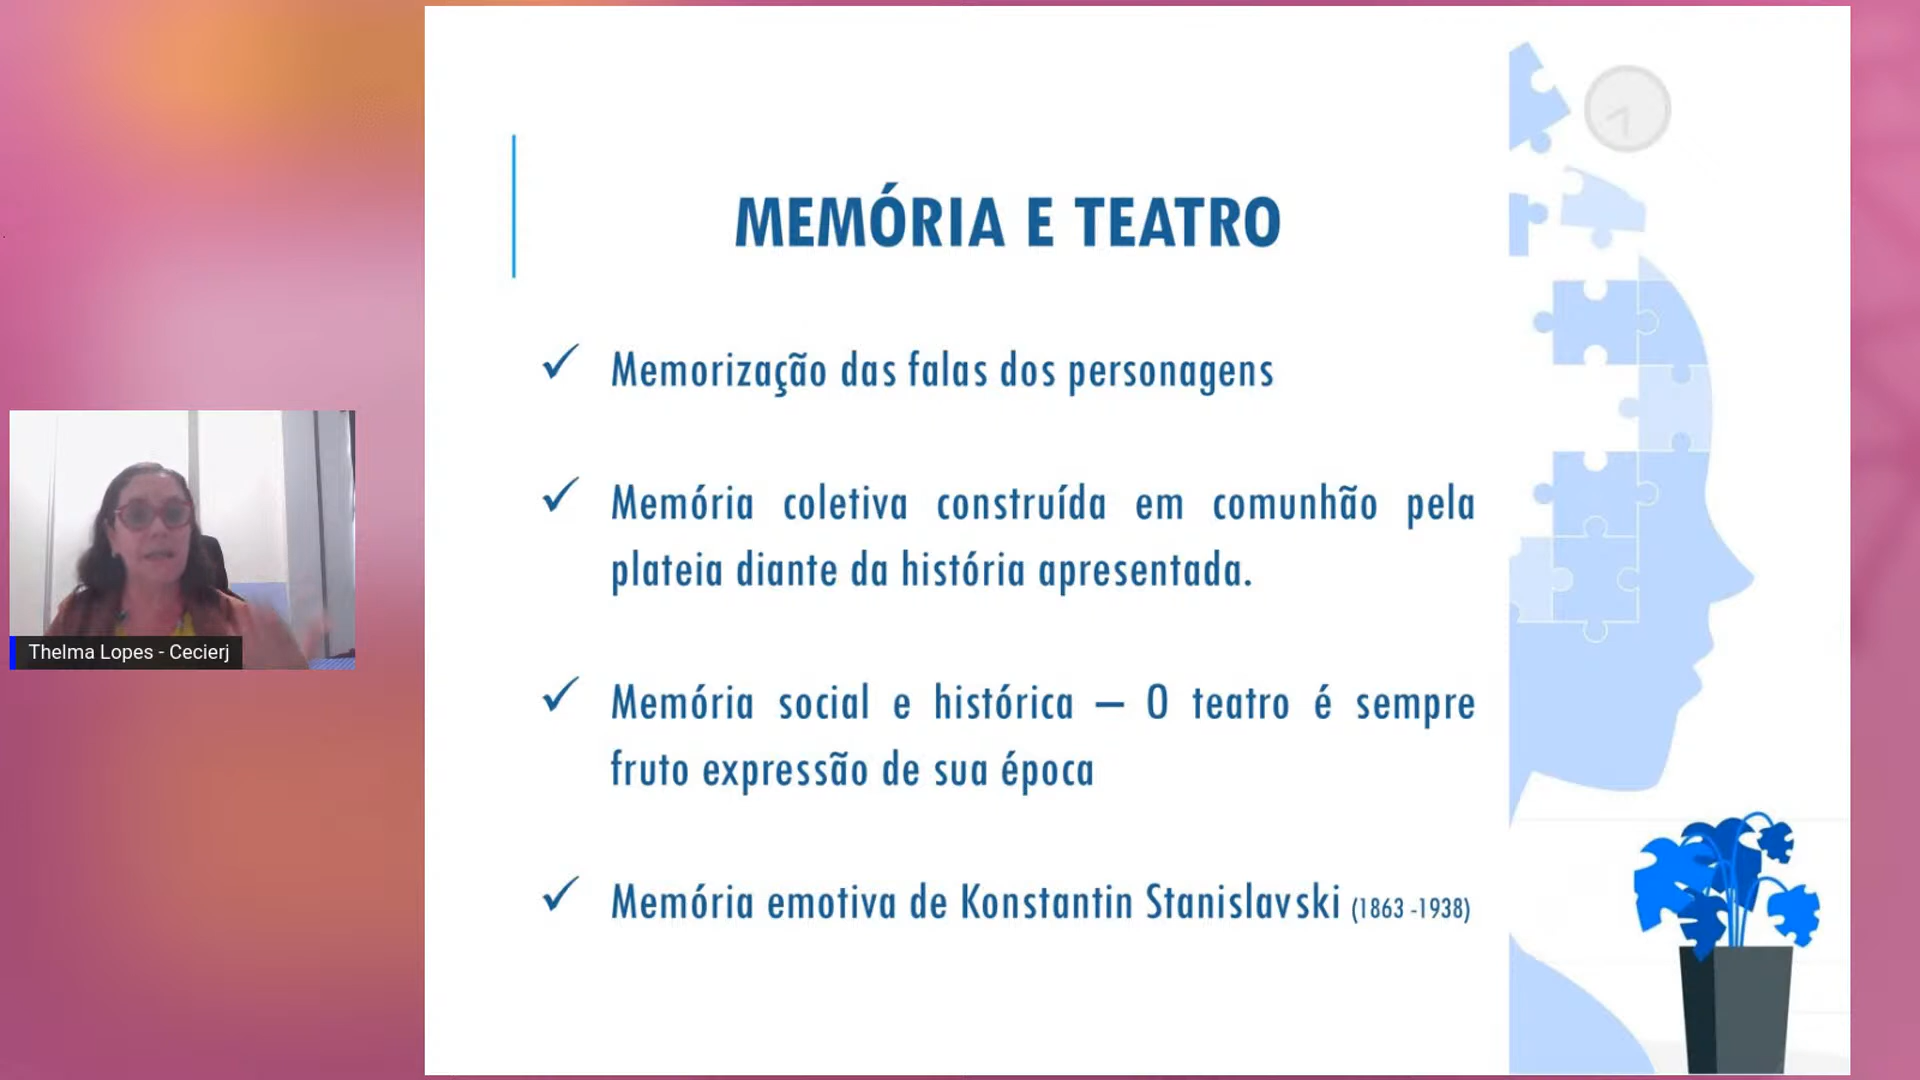 MEMÓRIA E TEATRO
Memorização das falas dos personagens
Memória coletiva construída em comunhão pela
plateia diante da história apresentada.
Memória social e histórica – O teatro é sempre
fruto expressão de sua época
Memória emotiva de Konstantin Stanislavski (1863 -1938)
Thelma Lopes - Cecierj